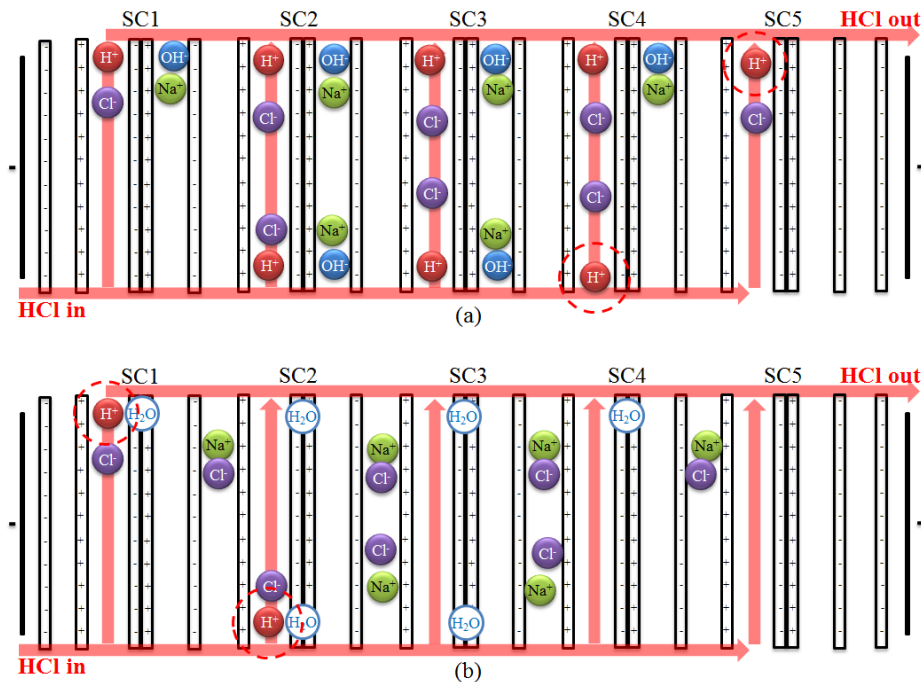 SC1 SC2 SC3 SC4 SC5 HCl out
H⁺ OH⁻ H⁺ OH⁻ H⁺ OH⁻ H⁺ OH⁻ H⁺
Na⁺ Na⁺ Na⁺ Na⁺
Cl⁻ Cl⁻ Cl⁻ Cl⁻ Cl⁻
Cl⁻ Cl⁻
Cl⁻ Na⁺ Na⁺
H⁺ OH⁻ H⁺ OH⁻ H⁺
HCl in
(a)
SC1 SC2 SC3 SC4 SC5 HCl out
H⁺ H₂O H₂O H₂O H₂O
Na⁺ Na⁺ Na⁺ Na⁺
Cl⁻ Cl⁻ Cl⁻ Cl⁻ Cl⁻
Cl⁻ Cl⁻
Cl⁻ Na⁺ Na⁺
H⁺ H₂O H₂O
HCl in
(b)